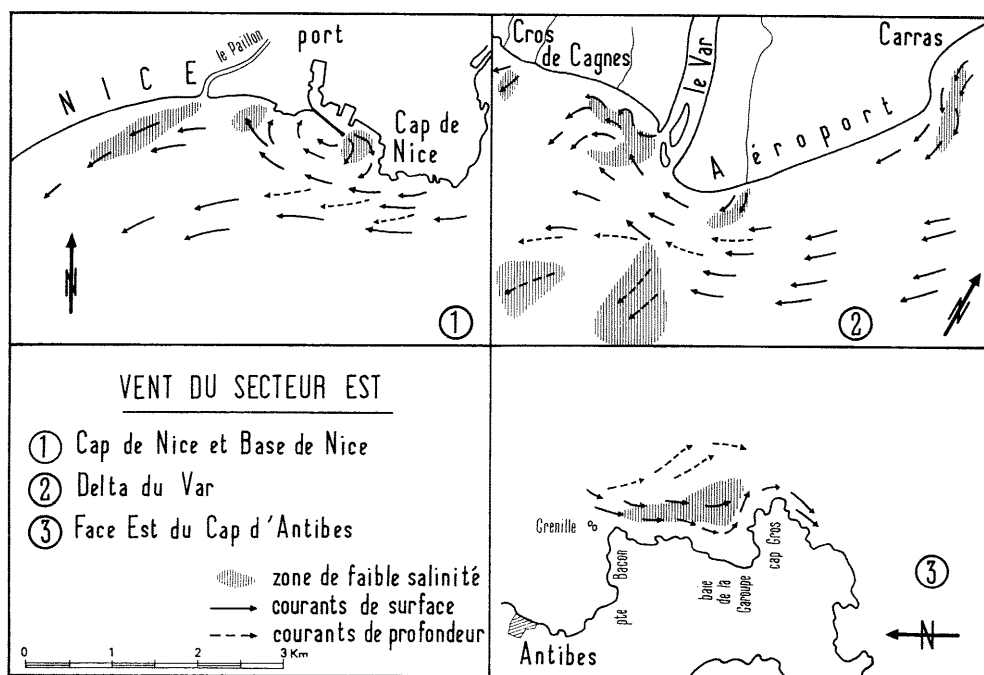 NICE
le Paillon
port
Cap de
Nice
N
1
Cros
de Cagnes
le Var
Carras
Aéroport
N
2
VENT DU SECTEUR EST
1 Cap de Nice et Base de Nice
2 Delta du Var
3 Face Est du Cap d'Antibes
zone de faible salinité
courants de surface
courants de profondeur
0 1 2 3 Km
Grenille
pte Bacon
baie
de la
Garoupe
cap Gros
3
N
Antibes